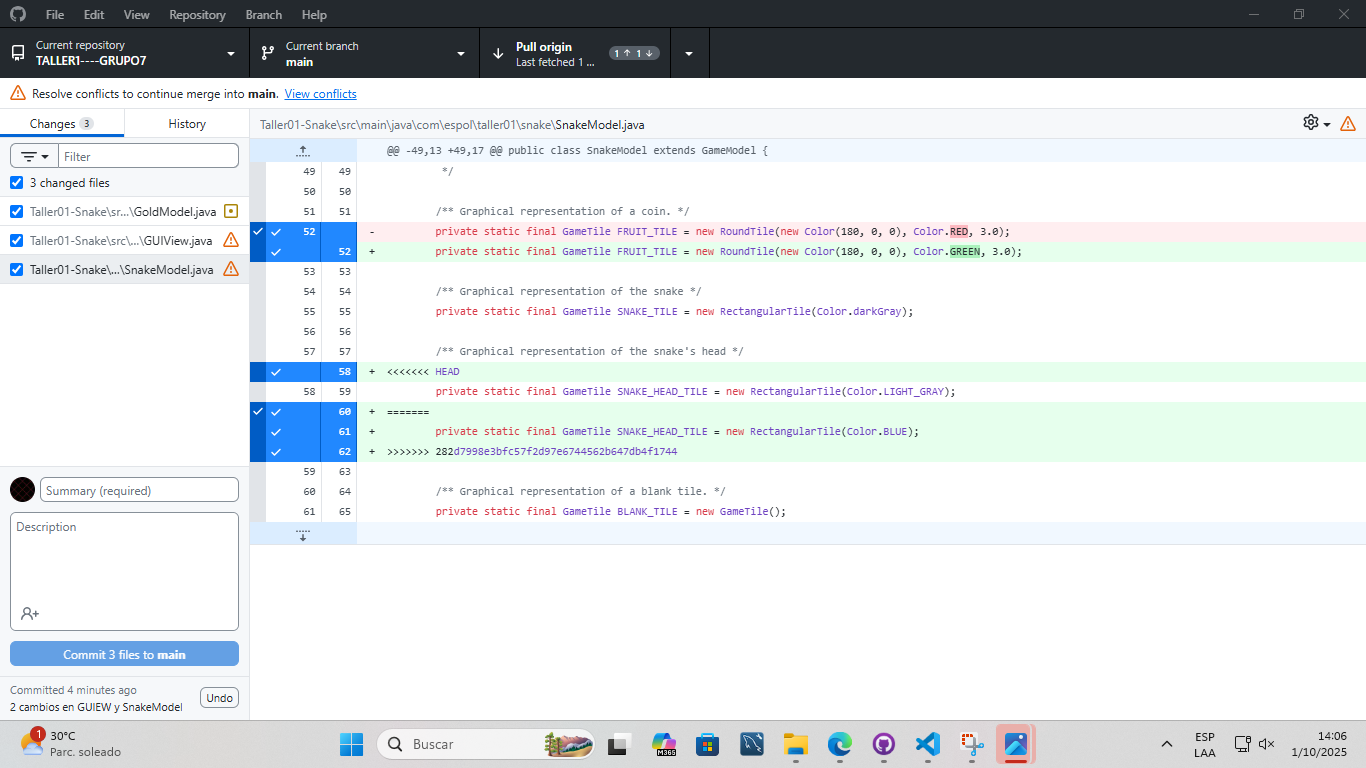 File Edit View Repository Branch Help
Current repository
TALLER1----GRUPO7
Current branch
main
Pull origin
Last fetched 1 ...
1 ↑ 1 ↓
Resolve conflicts to continue merge into main. View conflicts
Changes 3 History
Taller01-Snake\src\main\java\com\espol\taller01\snake\SnakeModel.java
Filter
3 changed files
Taller01-Snake\sr...\GoldModel.java
Taller01-Snake\src\...\GUIView.java
Taller01-Snake\...\SnakeModel.java
@@ -49,13 +49,17 @@ public class SnakeModel extends GameModel {
49 49 */
50 50
51 51 /** Graphical representation of a coin. */
52 - private static final GameTile FRUIT_TILE = new RoundTile(new Color(180, 0, 0), Color.RED, 3.0);
52 + private static final GameTile FRUIT_TILE = new RoundTile(new Color(180, 0, 0), Color.GREEN, 3.0);
53 53
54 54 /** Graphical representation of the snake */
55 55 private static final GameTile SNAKE_TILE = new RectangularTile(Color.darkGray);
56 56
57 57 /** Graphical representation of the snake's head */
58 + <<<<<<< HEAD
58 59 private static final GameTile SNAKE_HEAD_TILE = new RectangularTile(Color.LIGHT_GRAY);
60 + =======
61 + private static final GameTile SNAKE_HEAD_TILE = new RectangularTile(Color.BLUE);
62 + >>>>>>> 282d7998e3bfc57f2d97e6744562b647db4f1744
59 63
60 64 /** Graphical representation of a blank tile. */
61 65 private static final GameTile BLANK_TILE = new GameTile();
Summary (required)
Description
Commit 3 files to main
Committed 4 minutes ago
2 cambios en GUIEW y SnakeModel
Undo
1
30°C
Parc. soleado
Buscar
M365
ESP
LAA
14:06
1/10/2025